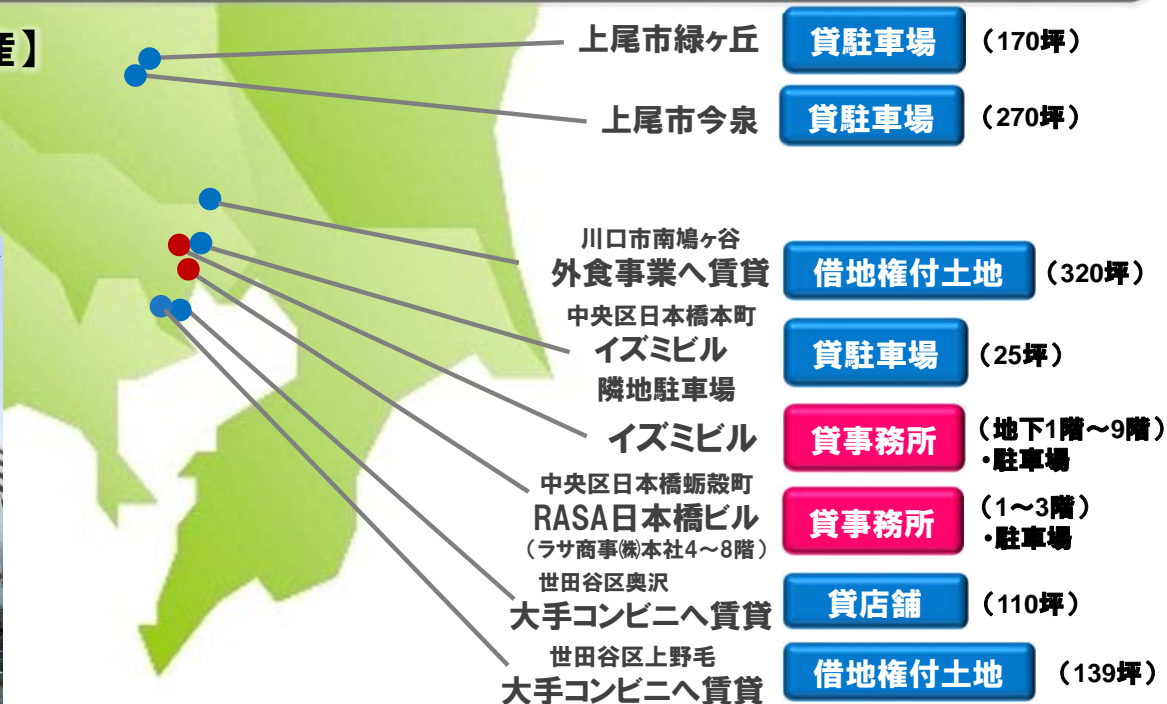 産】
上尾市緑ヶ丘 貸駐車場 （170坪）
上尾市今泉 貸駐車場 （270坪）
川口市南鳩ヶ谷
外食事業へ賃貸 借地権付土地 （320坪）
中央区日本橋本町
イズミビル 貸駐車場 （25坪）
隣地駐車場
イズミビル 貸事務所 （地下1階～9階）
・駐車場
中央区日本橋蛎殻町
RASA日本橋ビル 貸事務所 （1～3階）
・駐車場
（ラサ商事㈱本社4～8階）
世田谷区奥沢
大手コンビニへ賃貸 貸店舗 （110坪）
世田谷区上野毛
大手コンビニへ賃貸 借地権付土地 （139坪）